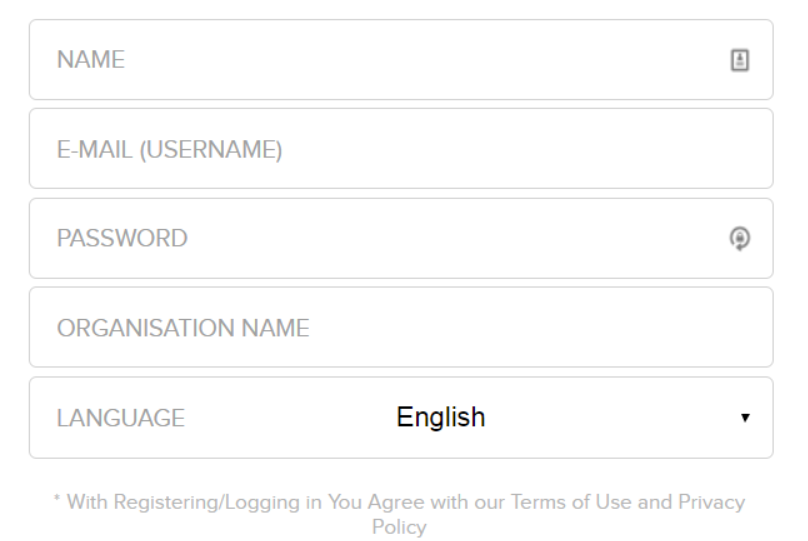 NAME
E-MAIL (USERNAME)
PASSWORD
ORGANISATION NAME
LANGUAGE English
* With Registering/Logging in You Agree with our Terms of Use and Privacy
Policy